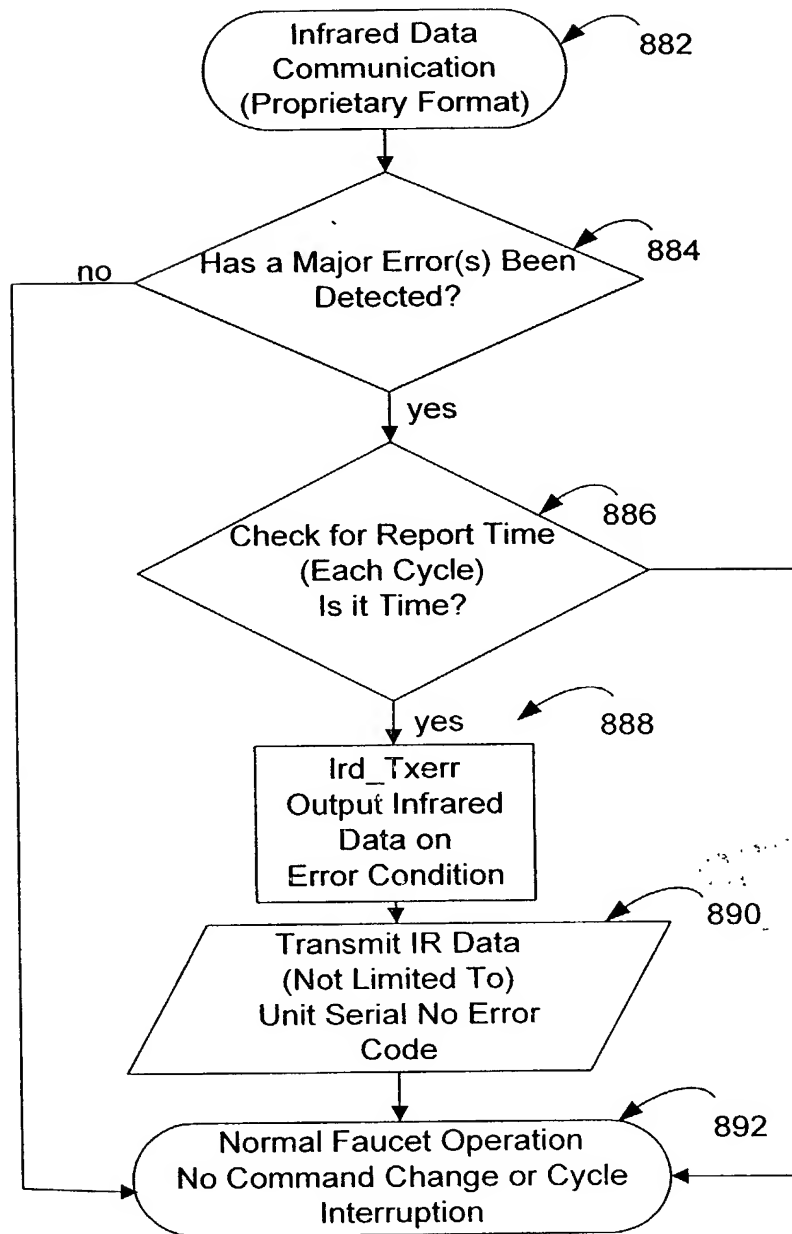 Infrared Data
Communication
(Proprietary Format)
882
Has a Major Error(s) Been
Detected?
884
no
yes
Check for Report Time
(Each Cycle)
Is it Time?
886
yes
888
Ird_Txerr
Output Infrared
Data on
Error Condition
890
Transmit IR Data
(Not Limited To)
Unit Serial No Error
Code
892
Normal Faucet Operation
No Command Change or Cycle
Interruption